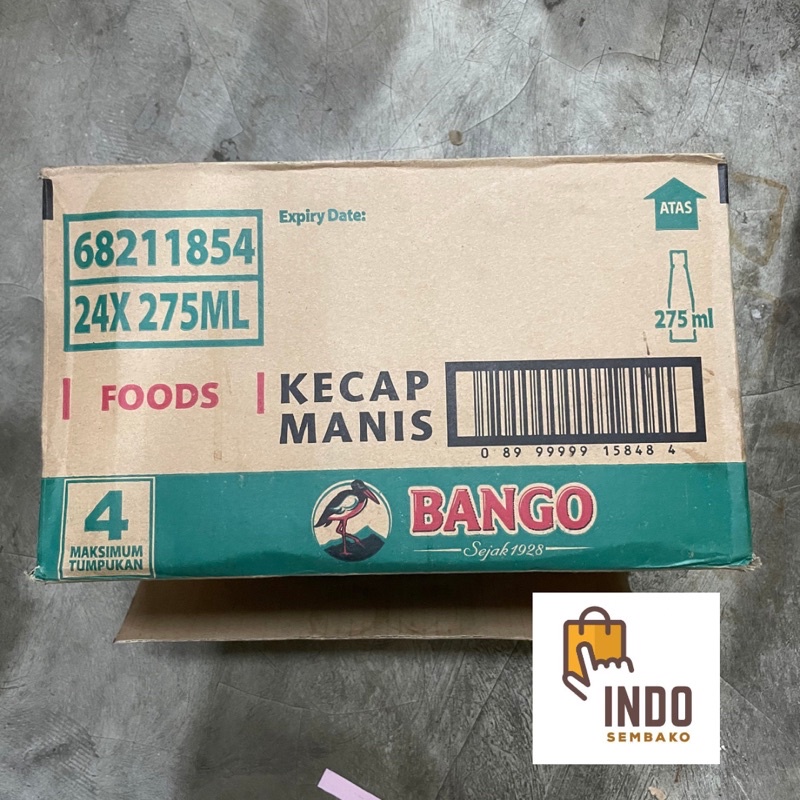 68211854
24X 275ML
Expiry Date:
ATAS
275 ml
FOODS
KECAP
MANIS
0 89 99999 15848 4
4
MAKSIMUM
TUMPUKAN
BANGO
Sejak 1928
INDO
SEMBAKO